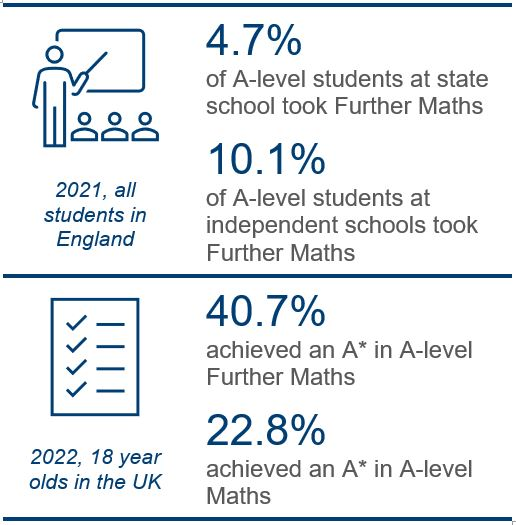 4.7%
of A-level students at state
school took Further Maths
10.1%
of A-level students at
independent schools took
Further Maths
2021, all
students in
England
40.7%
achieved an A* in A-level
Further Maths
22.8%
achieved an A* in A-level
Maths
2022, 18 year
olds in the UK